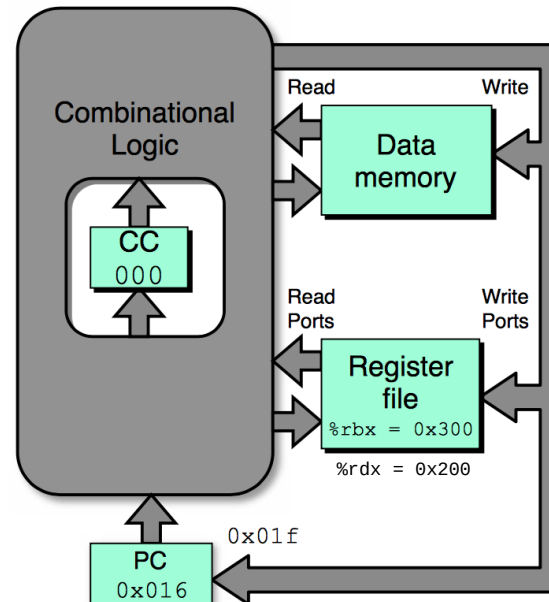 Combinational
Logic
CC
000
Read
Write
Data
memory
Read
Ports
Write
Ports
Register
file
%rbx = 0x300
%rdx = 0x200
0x01f
PC
0x016